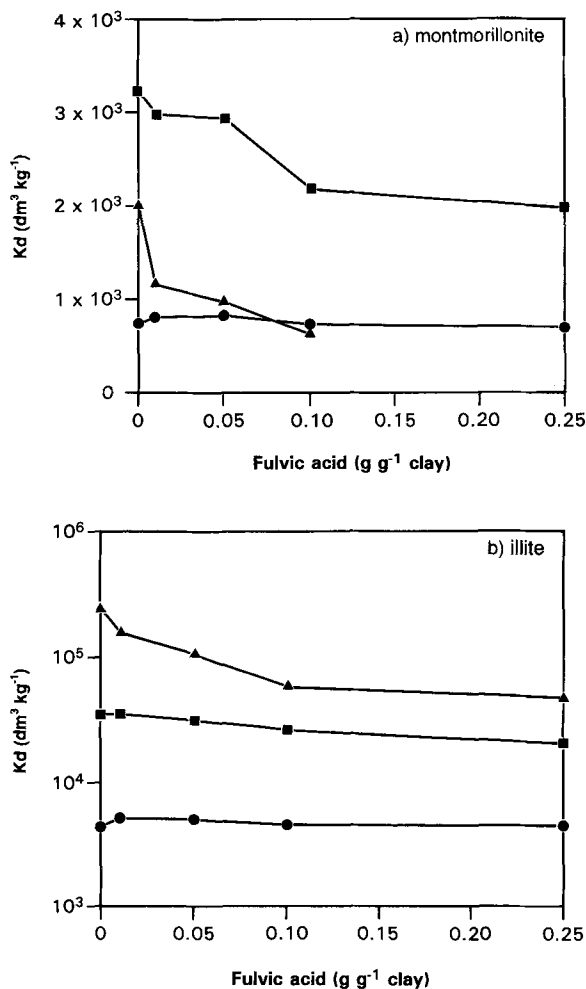 4 x 10³
a) montmorillonite
3 x 10³
Kd (dm³ kg⁻¹)
2 x 10³
1 x 10³
0
0 0.05 0.10 0.15 0.20 0.25
Fulvic acid (g g⁻¹ clay)
10⁶
b) illite
10⁵
Kd (dm³ kg⁻¹)
10⁴
10³
0 0.05 0.10 0.15 0.20 0.25
Fulvic acid (g g⁻¹ clay)